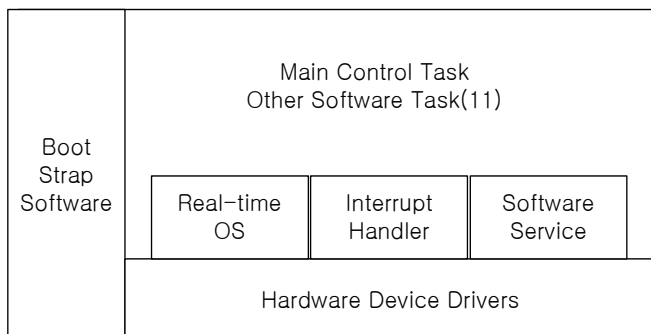 Main Control Task
Other Software Task(11)
Boot
Strap
Software
Real-time
OS
Interrupt
Handler
Software
Service
Hardware Device Drivers